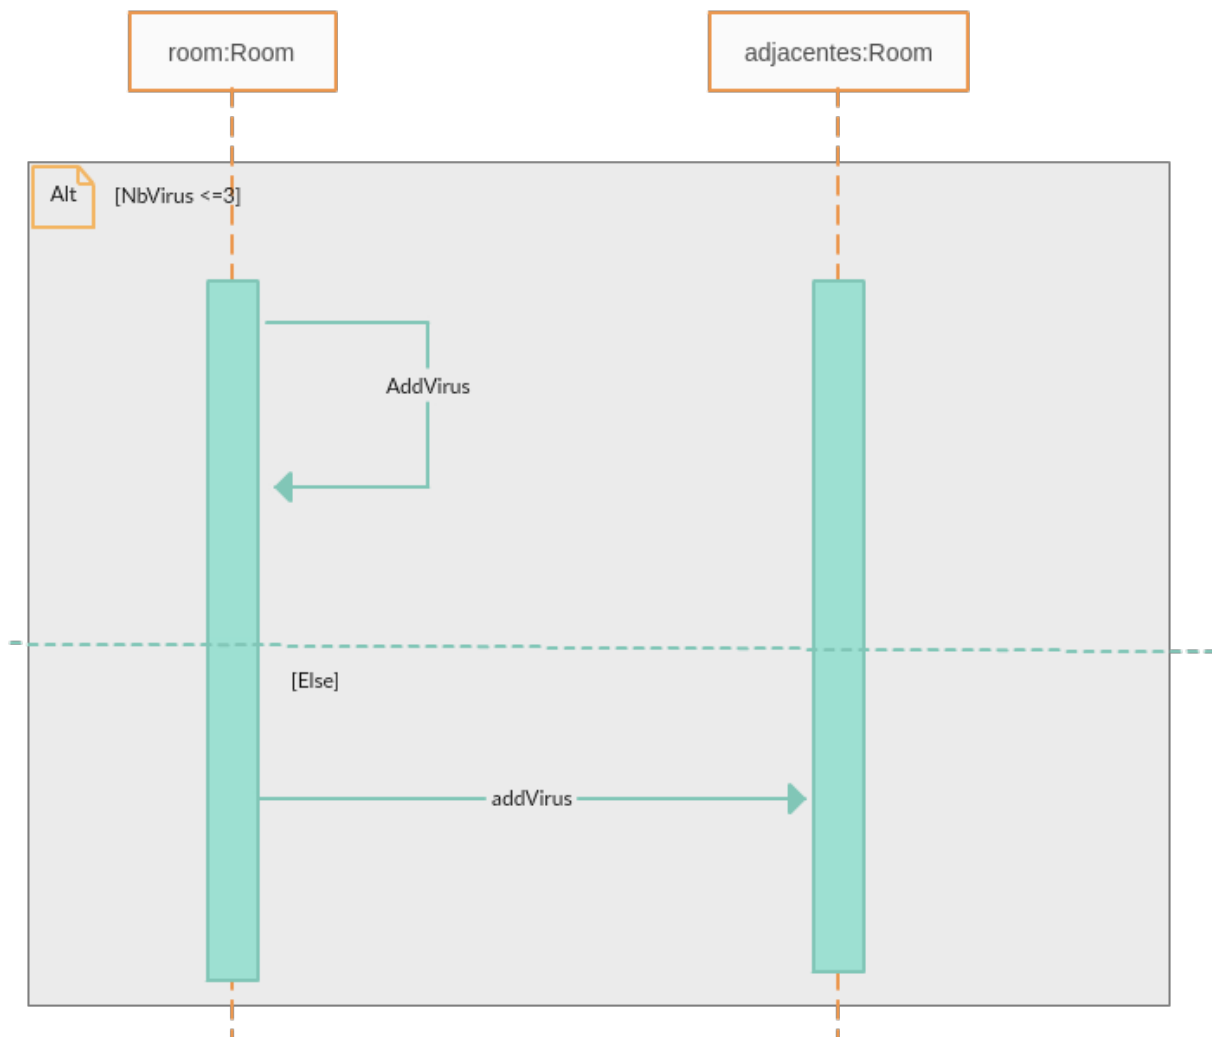 room:Room
adjacentes:Room
Alt
[NbVirus <=3]
AddVirus
[Else]
addVirus